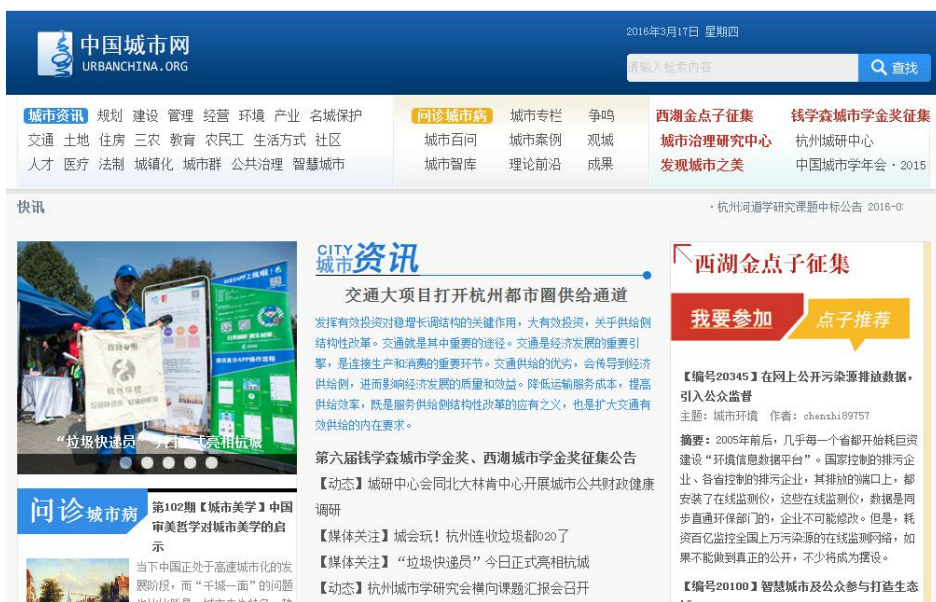 中国城市网
URBANCHINA.ORG
2016年3月17日 星期四
请输入检索内容
查找
城市资讯 规划 建设 管理 经营 环境 产业 名城保护
交通 土地 住房 三农 教育 农民工 生活方式 社区
人才 医疗 法制 城镇化 城市群 公共治理 智慧城市
问诊城市病 城市专栏 争鸣
城市百问 城市案例 观城
城市智库 理论前沿 成果
西湖金点子征集 钱学森城市学金奖征集
城市治理研究中心 杭州城研中心
发现城市之美 中国城市学年会·2015
快讯
·杭州河道学研究课题中标公告 2016-0
“垃圾快递员”今日正式亮相杭城
问诊城市病
第102期【城市美学】中国
审美哲学对城市美学的启
示
当下中国正处于高速城市化的发
展阶段，而“千城一面”的问题
CITY
城市资讯
交通大项目打开杭州都市圈供给通道
发挥有效投资对稳增长调结构的关键作用，大有效投资，关乎供给侧
结构性改革。交通就是其中重要的途径。交通是经济发展的重要引
擎，是连接生产和消费的重要环节。交通供给的优劣，会传导到经济
供给侧，进而影响经济发展的质量和效益。降低运输服务成本，提高
供给效率，既是服务供给侧结构性改革的应有之义，也是扩大交通有
效供给的内在要求。
第六届钱学森城市学金奖、西湖城市学金奖征集公告
【动态】城研中心会同北大林肯中心开展城市公共财政健康
调研
【媒体关注】城会玩！杭州连收垃圾都O2O了
【媒体关注】“垃圾快递员”今日正式亮相杭城
【动态】杭州城市学研究会横向课题汇报会召开
西湖金点子征集
我要参加
点子推荐
【编号20345】在网上公开污染源排放数据，
引入公众监督
主题：城市环境 作者：chenshi89757
摘要：2005年前后，几乎每一个省都开始耗巨资
建设“环境信息数据平台”。国家控制的排污企
业、各省控制的排污企业，其排放的端口上，都
安装了在线监测仪，这些在线监测仪，数据是同
步直通环保部门的，企业不可能修改。但是，耗
资百亿监控全国上万污染源的在线监测网络，如
果不能做到真正的公开，不少将成为摆设。
【编号20100】智慧城市及公众参与打造生态